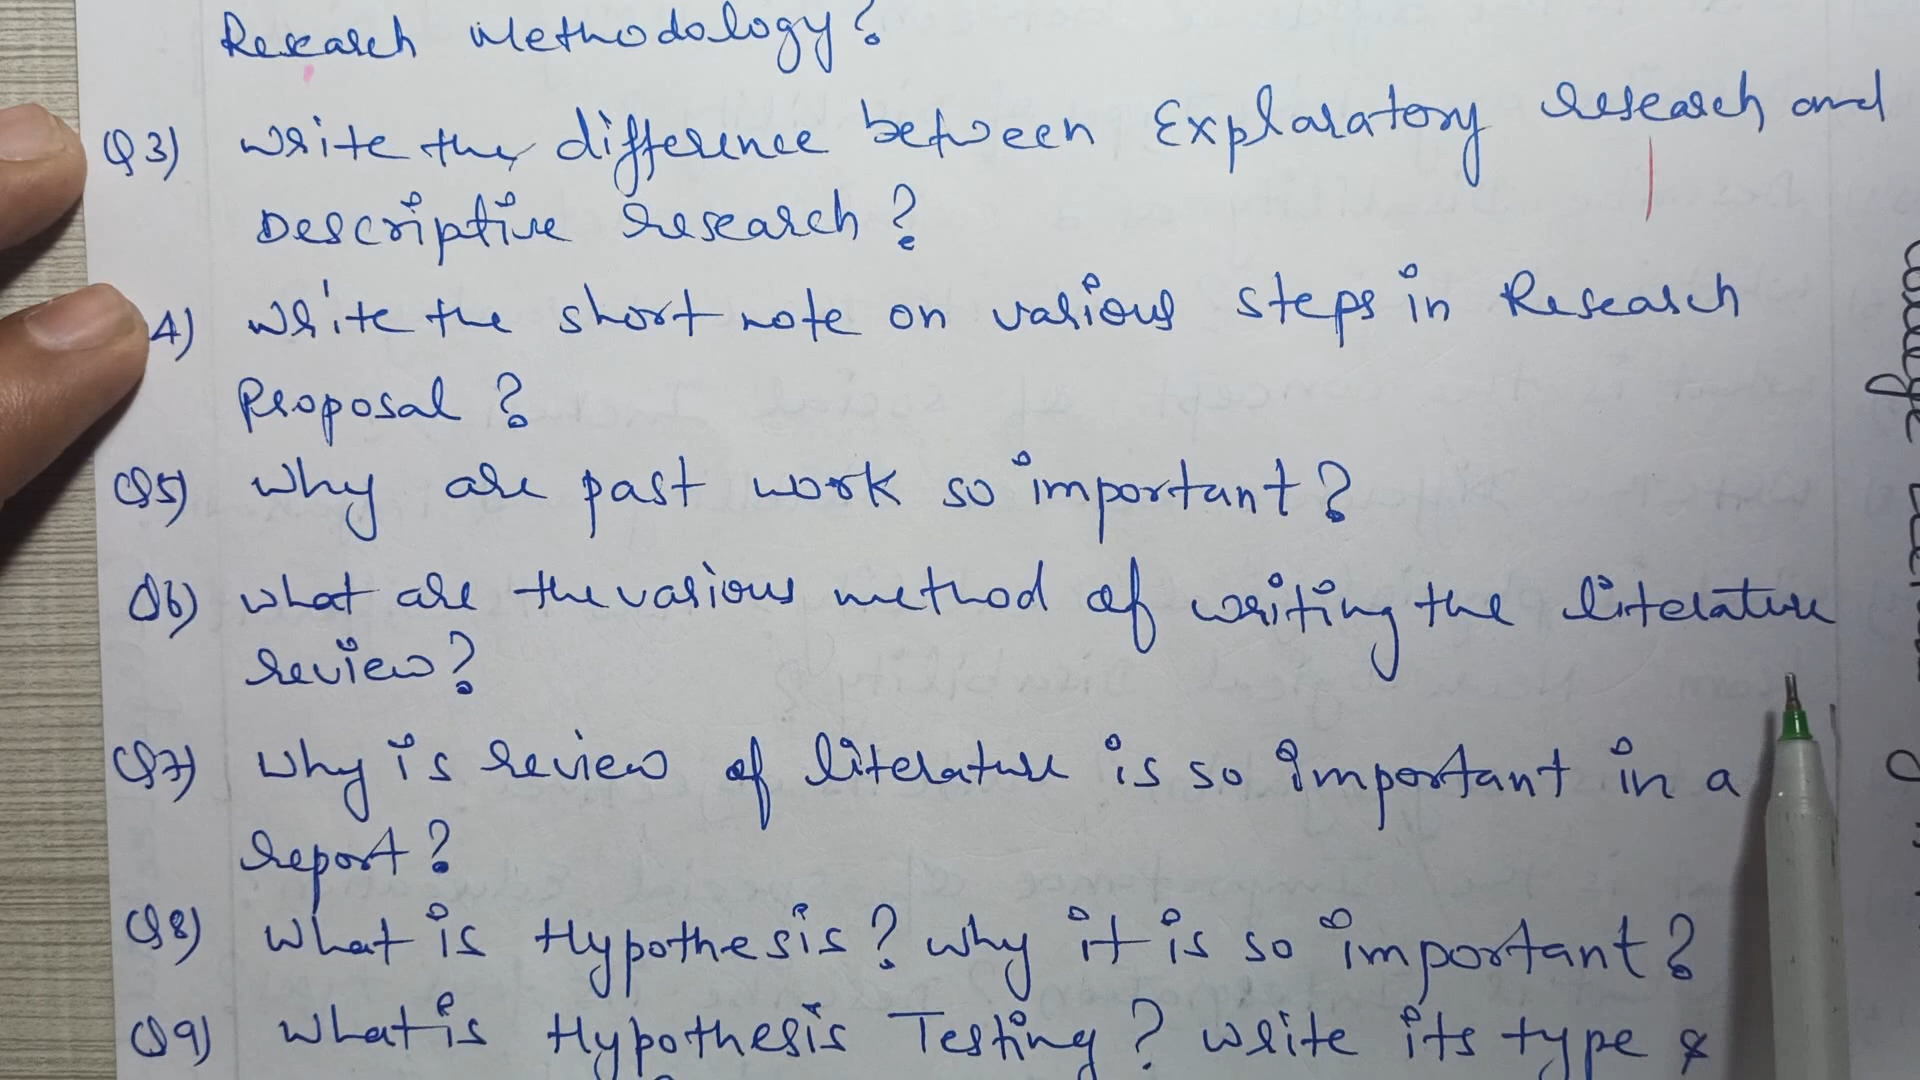 Research Methodology?
Q3) Write the difference between Explaratory research and
Descriptive research?
4) Write the short note on various steps in Research
Proposal?
Q5) Why are past work so important?
Q6) what are the various method of writing the literature
review?
Q7) Why is review of literature is so important in a
report?
Q8) What is Hypothesis? Why it is so important?
Q9) What is Hypothesis Testing? Write its type &
College